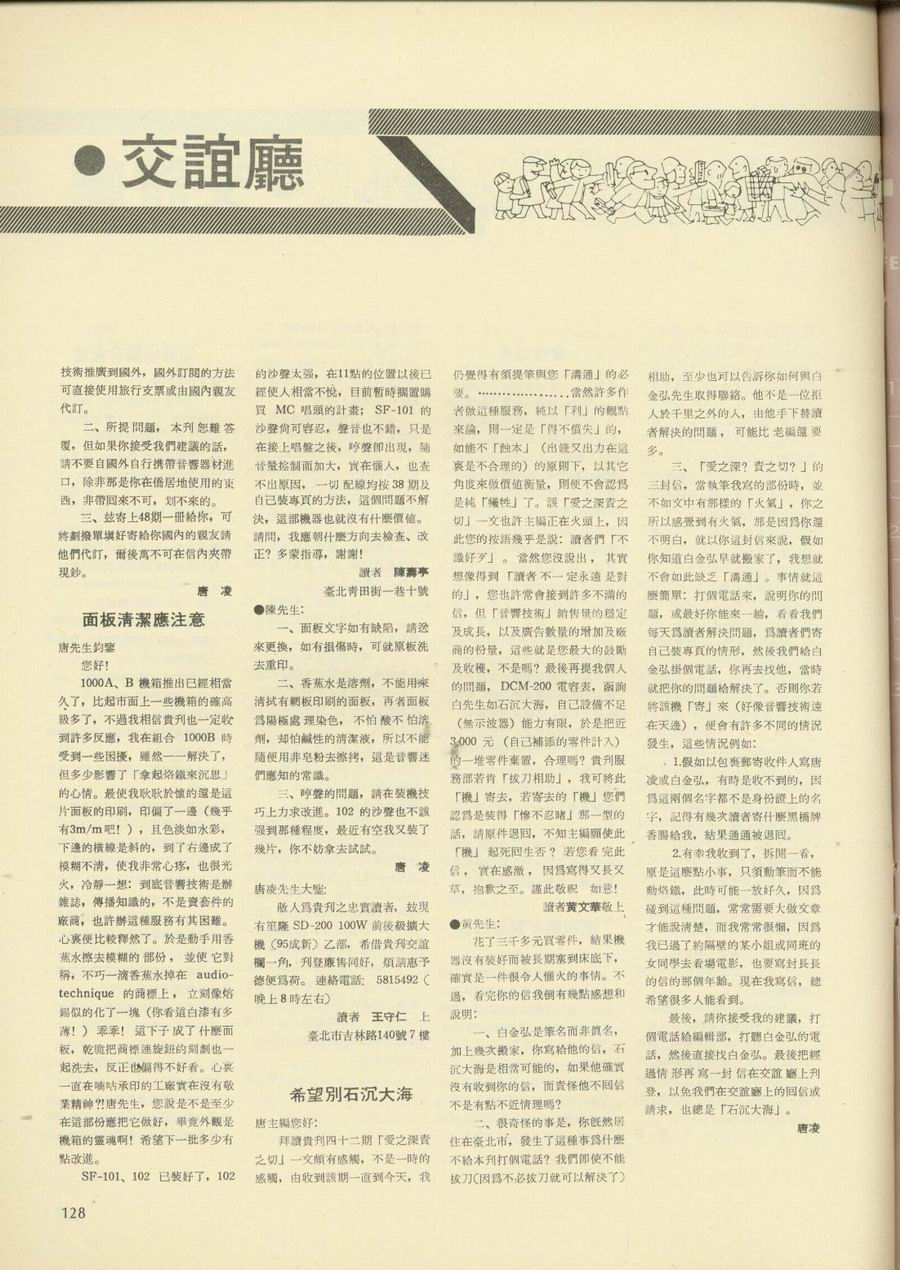 ●交誼廳
技術推廣到國外，國外訂閱的方法
可直接使用旅行支票或由國內親友
代訂。
二、所提問題，本刊恕難答
覆，但如果你接受我們建議的話，
請不要自國外自行携帶音響器材進
口，除非那是你在僑居地使用的東
西，非帶囘來不可，划不來的。
三、玆寄上48期一冊給你，可
將劃撥單塡好寄給你國內的親友請
他們代訂，爾後萬不可在信內夾帶
現鈔。
唐　凌
面板清潔應注意
唐先生鈞鑒
您好！
1000A、B 機箱推出已經相當
久了，比起市面上一些機箱的確高
級多了，不過我相信貴刋也一定收
到許多反應，我在組合 1000B 時
受到一些困擾，雖然一一解決了，
但多少影響了「拿起烙鐵來沉思」
的心情。最使我耿耿於懷的還是這
片面板的印刷，印偏了一邊（幾乎
有3m/m吧！），且色淡如水彩，
下邊的橫線是斜的，到了右邊成了
模糊不清，使我非常心疼，也很光
火，冷靜一想：到底音響技術是辦
雜誌，傳播知識的，不是賣套件的
廠商，也許辦這種服務有其困難。
心裏便比較釋然了。於是動手用香
蕉水擦去模糊的部份，並使它對
稱，不巧一滴香蕉水掉在 audio-
technique 的商標上，立刻像熔
錫似的化了一塊（你看這白漆有多
薄！）乖乖！這下子成了什麼面
板，乾脆把商標連旋鈕的刻劃也一
起洗去，反正也偏得不好看。心裏
一直在喃咕承印的工廠實在沒有敬
業精神?!唐先生，您說是不是至少
在這部份應把它做好，畢竟外觀是
機箱的靈魂啊！希望下一批多少有
點改進。
SF-101、102 已裝好了，102
的沙聲太强，在11點的位置以後已
經使人相當不悅，目前暫時擱置購
買 MC 唱頭的計畫；SF-101 的
沙聲尙可容忍，聲音也不錯，只是
在接上唱盤之後，哼聲卽出現，隨
音量控制而加大，實在惱人，也查
不出原因，一切配線均按38期及
自己裝專頁的方法，這個問題不解
決，這部機器也就沒有什麼價值。
請問，我應朝什麼方向去檢查、改
正？多蒙指導，謝謝！
讀者　陳壽亭
臺北靑田街一巷十號
●陳先生：
一、面板文字如有缺陷，請送
來更換，如有損傷時，可就原板洗
去重印。
二、香蕉水是溶劑，不能用來
淸拭有網板印刷的面板，再者面板
爲陽極處理染色，不怕酸不怕溶
劑，却怕鹹性的清潔液，所以不能
隨便用非皂粉去擦拷，這是音響迷
們應知的常識。
三、哼聲的問題，請在裝機技
巧上力求改進。102 的沙聲也不該
强到那種程度，最近有空我又裝了
幾片，你不妨拿去試試。
唐　凌
唐凌先生大鑒：
敝人爲貴刋之忠實讀者，玆現
有笙隆 SD-200 100W 前後級擴大
機（95成新）乙部，希借貴刋交誼
欄一角，刋登廉售同好，煩請惠予
德便爲荷。連絡電話：5815492（
晚上8時左右）
讀者　王守仁　上
臺北市吉林路140號7樓
希望別石沉大海
唐主編您好：
拜讀貴刋四十二期「愛之深責
之切」一文頗有感觸，不是一時的
感觸，由收到該期一直到今天，我
仍覺得有須提筆與您「溝通」的必
要。…………………當然許多作
者做這種服務，純以「利」的觀點
來論，則一定是「得不償失」的，
如能不「蝕本」（出錢又出力在這
裏是不合理的）的原則下，以其它
角度來做價值衡量，則便不會認爲
是純「犧牲」了。該「愛之深責之
切」一文也許主編正在火頭上，因
此您的按語幾乎是說：讀者們「不
識好歹」。當然您沒說出，其實
想像得到「讀者不一定永遠是對
的」，您也許常會接到許多不滿的
信，但「音響技術」銷售量的穩定
及成長，以及廣告數量的增加及廠
商的份量，這些就是您最大的鼓勵
及收穫，不是嗎？最後再提我個人
的問題，DCM-200 電容表，函詢
白先生如石沉大海，自己設備不足
（無示波器）能力有限，於是把近
3,000 元（自己補添的零件計入）
的一堆零件棄置，合理嗎？貴刋服
務部若肯「拔刀相助」，我可將此
「機」寄去，若寄去的「機」您們
認爲是裝得「慘不忍睹」那一型的
話，請原件退囘，不知主編願使此
「機」起死囘生否？若您看完此
信，實在感激，因爲寫得又長又
草，抱歉之至。謹此敬祝　如意！
讀者黃文華敬上
●黃先生：
花了三千多元買零件，結果機
器沒有裝好而被長期塞到床底下，
確實是一件很令人惱火的事情。不
過，看完你的信我倒有幾點感想和
說明：
一、白金弘是筆名而非眞名，
加上幾次搬家，你寫給他的信，石
沉大海是相當可能的，如果他確實
沒有收到你的信，而責怪他不囘信
不是有點不近情理嗎？
二、很奇怪的事是，你旣然居
住在臺北市，發生了這種事爲什麼
不給本刋打個電話？我們卽使不能
拔刀(因爲不必拔刀就可以解決了)
相助，至少也可以告訴你如何與白
金弘先生取得聯絡。他不是一位拒
人於千里之外的人，由他手下替讀
者解決的問題，可能比老編還要
多。
三、「愛之深？責之切？」的
三封信，當執筆我寫的部份時，並
不如文中有那樣的「火氣」，你之
所以感覺到有火氣，那是因爲你還
不明白，就以你這封信來說，假如
你知道白金弘早就搬家了，我想就
不會如此缺乏「溝通」。事情就這
麼簡單：打個電話來，說明你的問
題，或最好你能來一趟，看看我們
每天爲讀者解決問題，爲讀者們寄
自己裝專頁的情形，然後我們給白
金弘掛個電話，你再去找他，當時
就把你的問題給解決了。否則你若
將該機「寄」來（好像音響技術遠
在天邊），便會有許多不同的情況
發生，這些情況例如：
1.假如以包裹郵寄收件人寫唐
凌或白金弘，有時是收不到的，因
爲這兩個名字都不是身份證上的名
字，記得有幾次讀者寄什麼黑橋牌
香腸給我，結果通通被退囘。
2.有幸我收到了，拆開一看，
原是這麼點小事，只須動筆而不能
動烙鐵，此時可能一放好久，因爲
碰到這種問題，常常需要大做文章
才能說清楚，而我常常很懶，因爲
我已過了約隔壁的某小姐或同班的
女同學去看場電影，也要寫封長長
的信的那個年齡。現在我寫信，總
希望很多人能看到。
最後，請你接受我的建議，打
個電話給編輯部，打聽白金弘的電
話，然後直接找白金弘。最後把經
過情形再寫一封信在交誼廳上刋
登，以免我們在交誼廳上的囘信或
請求，也總是「石沉大海」。
唐凌
128